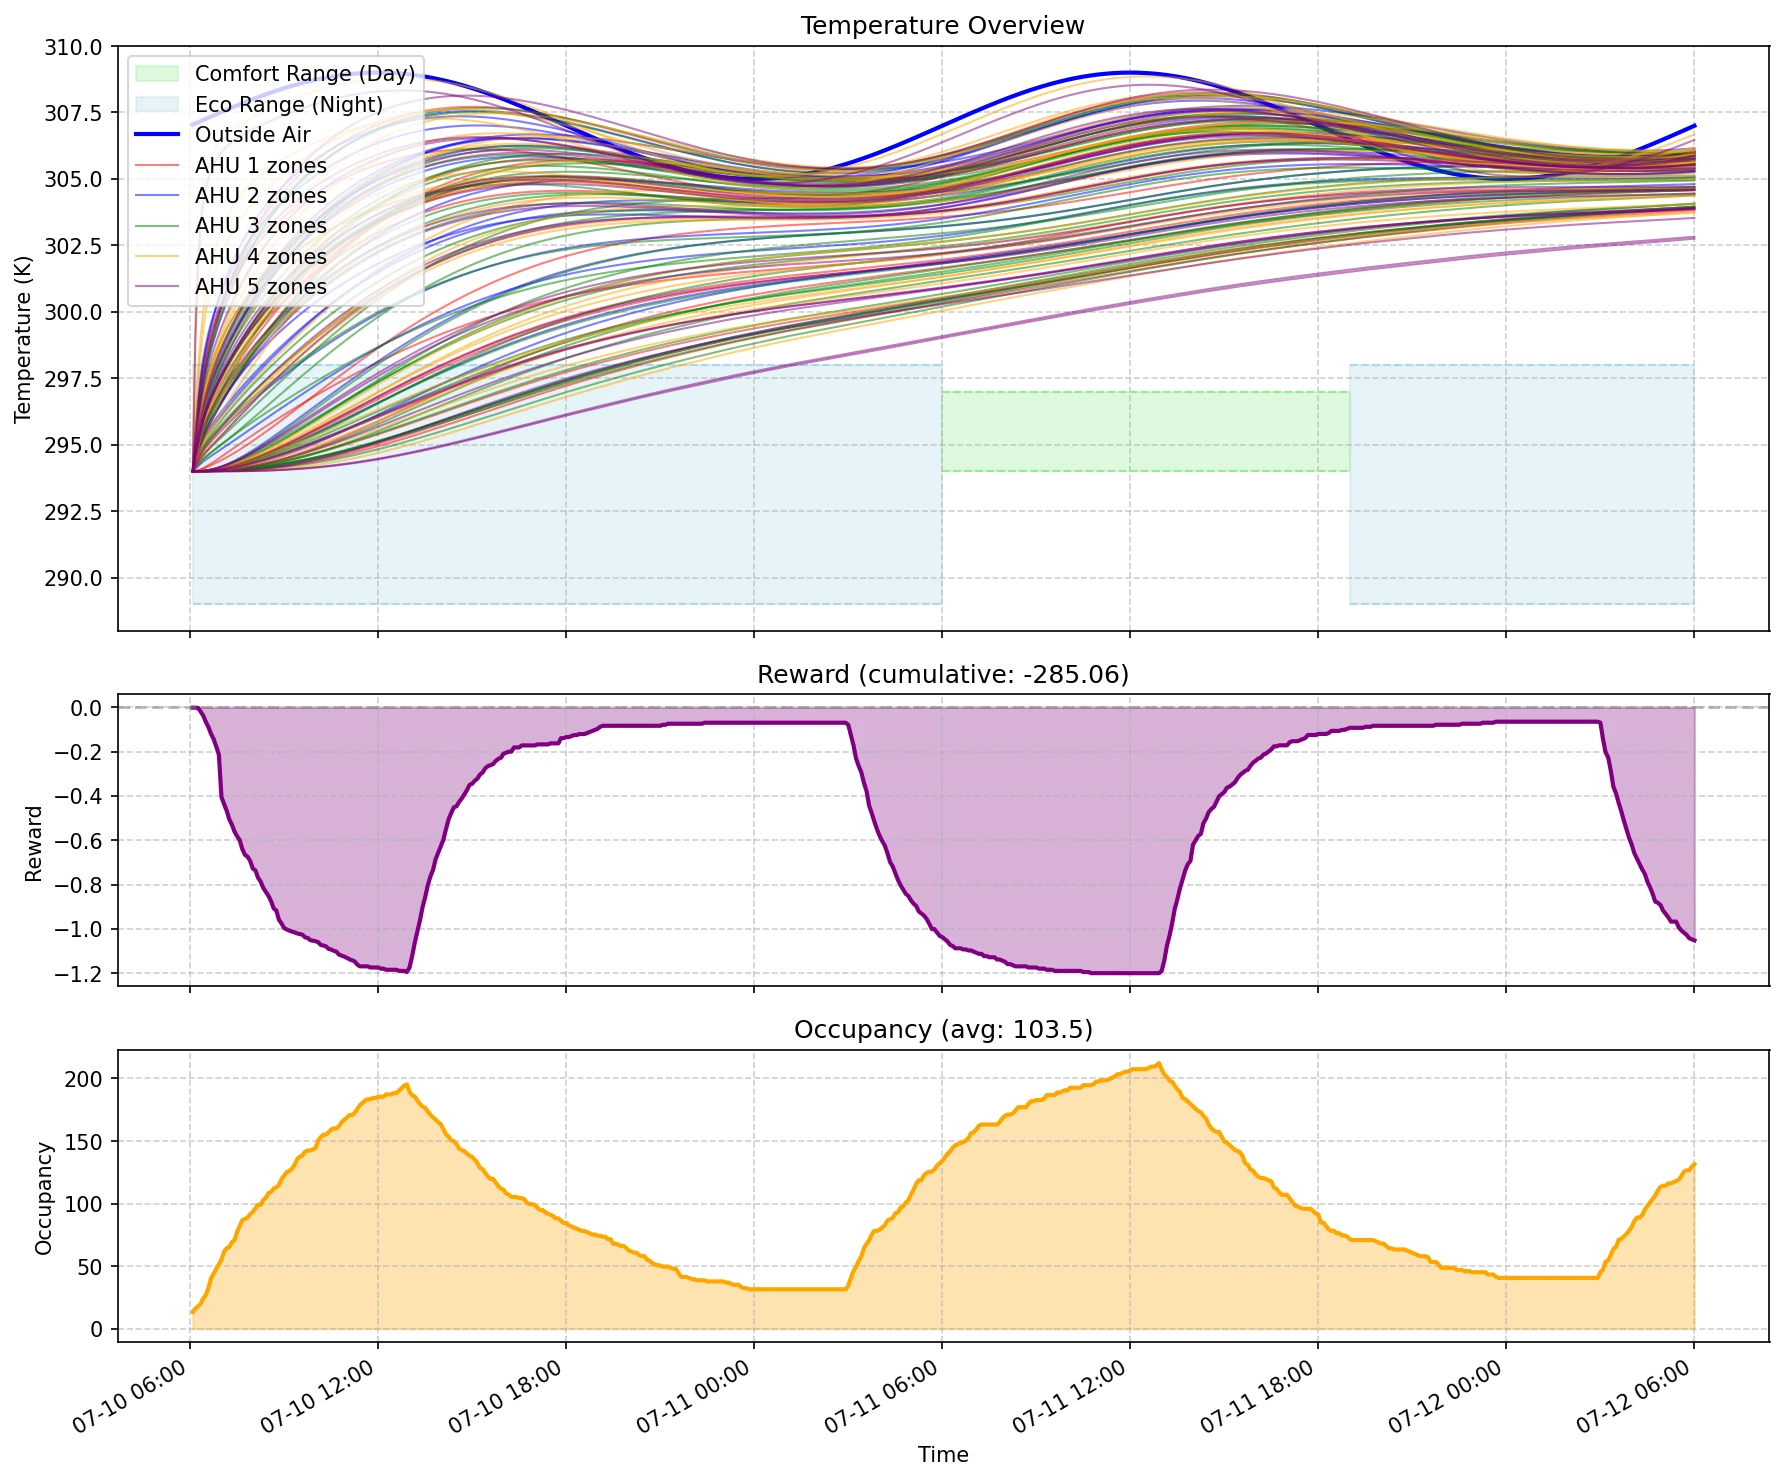 Temperature Overview
310.0
307.5
305.0
302.5
300.0
297.5
295.0
292.5
290.0
Temperature (K)
Comfort Range (Day)
Eco Range (Night)
Outside Air
AHU 1 zones
AHU 2 zones
AHU 3 zones
AHU 4 zones
AHU 5 zones
Reward (cumulative: -285.06)
0.0
−0.2
−0.4
−0.6
−0.8
−1.0
−1.2
Reward
Occupancy (avg: 103.5)
200
150
100
50
0
Occupancy
07-10 06:00
07-10 12:00
07-10 18:00
07-11 00:00
07-11 06:00
07-11 12:00
07-11 18:00
07-12 00:00
07-12 06:00
Time